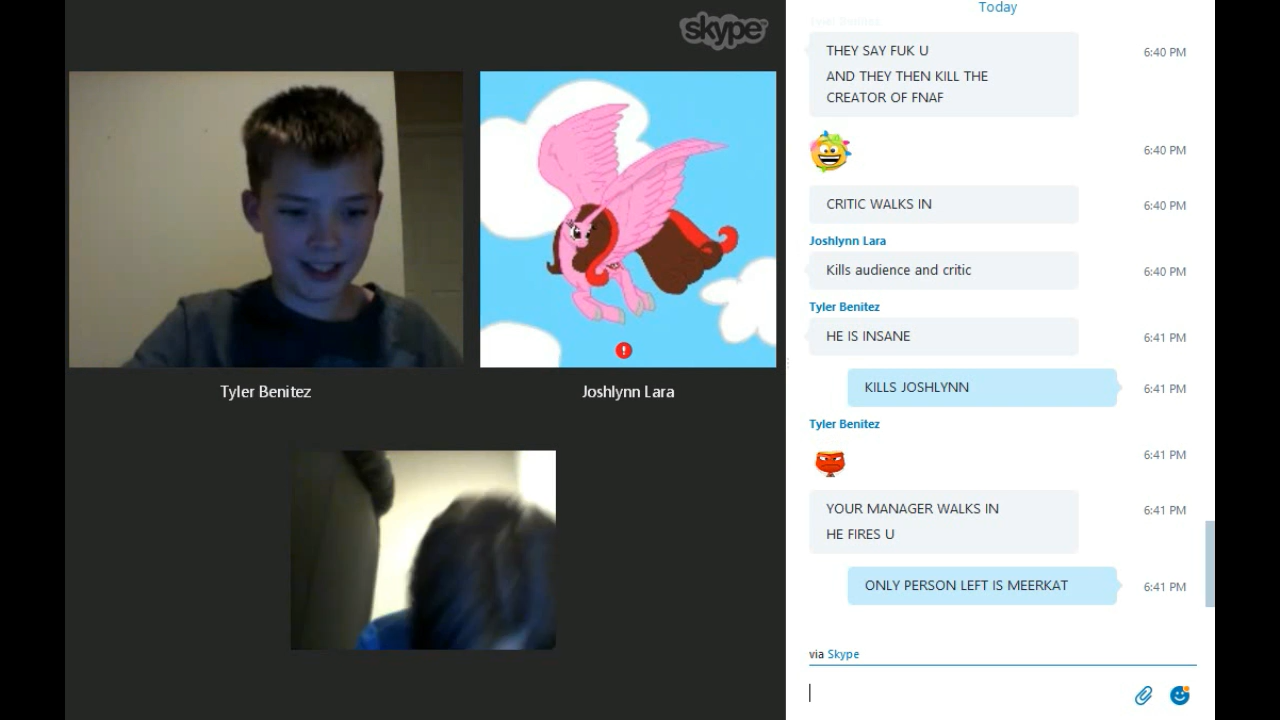 skype
Today
THEY SAY FUK U
6:40 PM
AND THEY THEN KILL THE
CREATOR OF FNAF
6:40 PM
CRITIC WALKS IN
6:40 PM
Joshlynn Lara
Kills audience and critic
6:40 PM
Tyler Benitez
HE IS INSANE
6:41 PM
KILLS JOSHLYNN
6:41 PM
Tyler Benitez
6:41 PM
YOUR MANAGER WALKS IN
6:41 PM
HE FIRES U
ONLY PERSON LEFT IS MEERKAT
6:41 PM
via Skype
Tyler Benitez
Joshlynn Lara